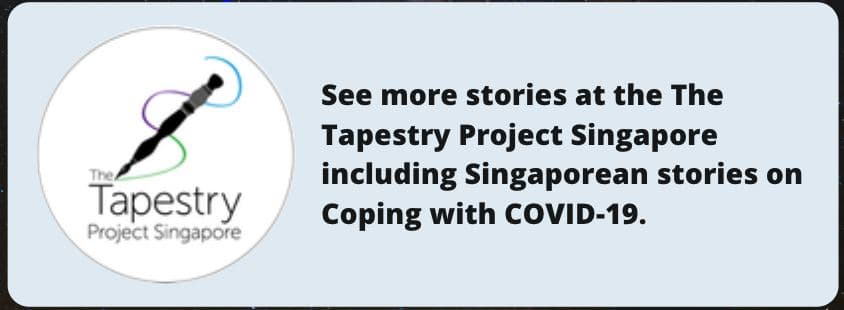 The
Tapestry
Project Singapore
See more stories at the The
Tapestry Project Singapore
including Singaporean stories on
Coping with COVID-19.